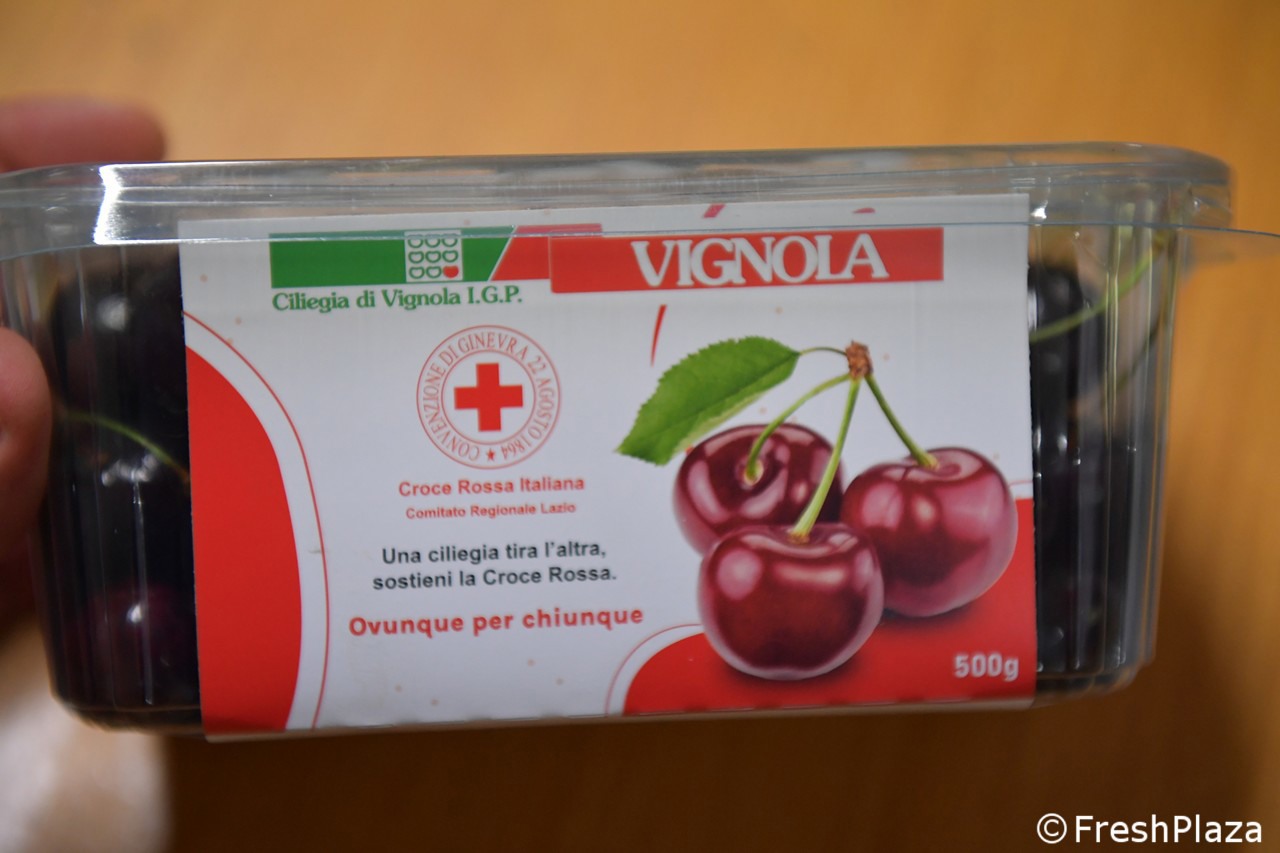 VIGNOLA
Ciliegia di Vignola I.G.P.
CONVENZIONE DI GINEVRA 22 AGOSTO 1864
Croce Rossa Italiana
Comitato Regionale Lazio
Una ciliegia tira l'altra,
sostieni la Croce Rossa.
Ovunque per chiunque
500g
©FreshPlaza